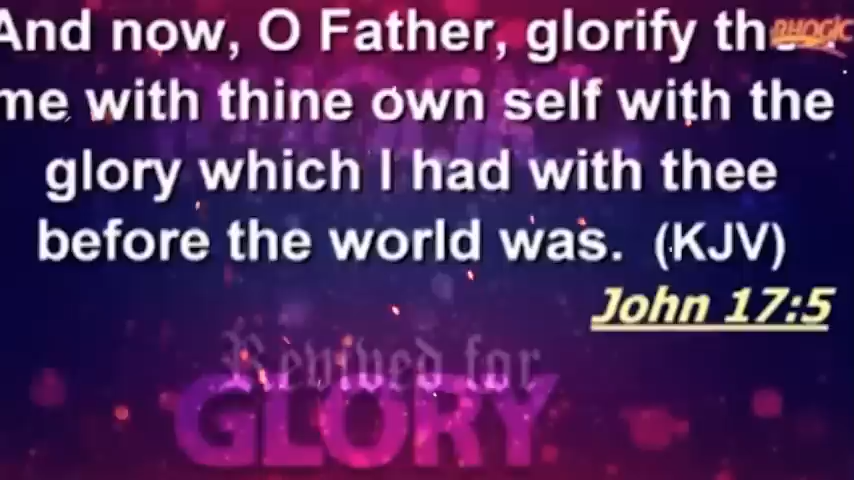 And now, O Father, glorify
me with thine own self with the
glory which I had with thee
before the world was. (KJV)
John 17:5
Revived for
GLORY
RHOGIC